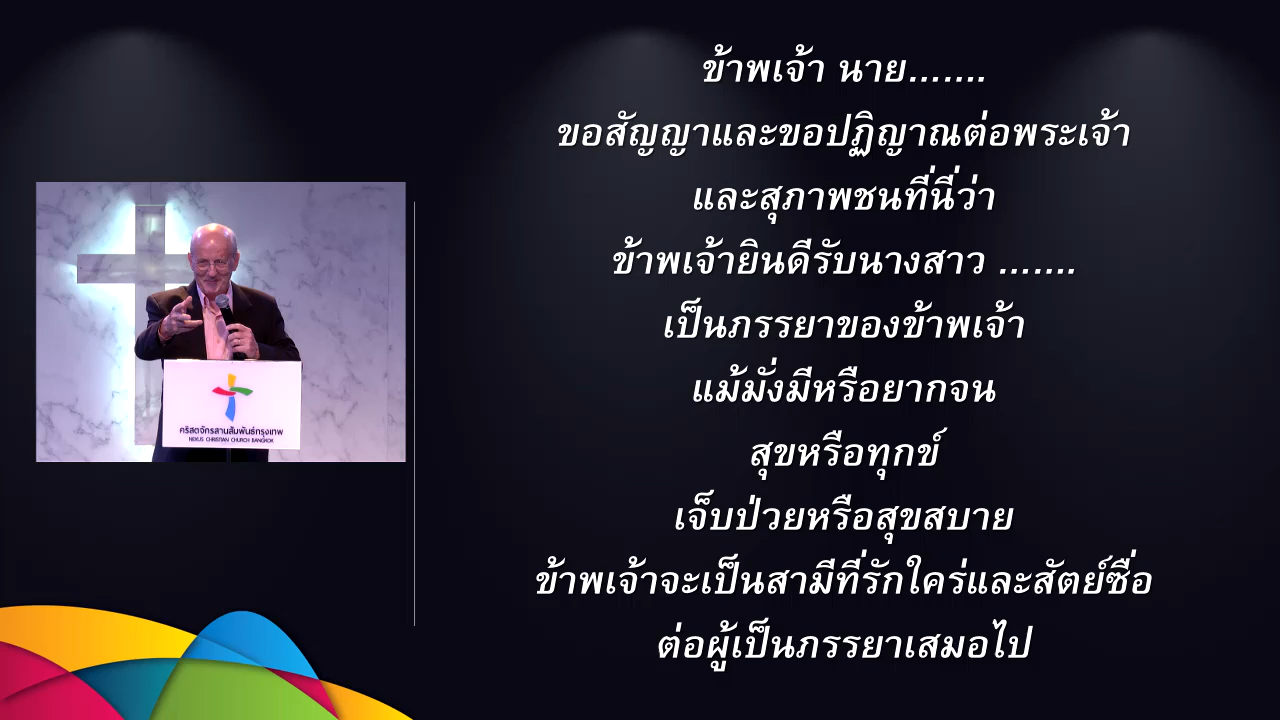 ข้าพเจ้า นาย.......
ขอสัญญาและขอปฏิญาณต่อพระเจ้า
และสุภาพชนที่นี่ว่า
ข้าพเจ้ายินดีรับนางสาว .......
เป็นภรรยาของข้าพเจ้า
แม้มั่งมีหรือยากจน
สุขหรือทุกข์
เจ็บป่วยหรือสุขสบาย
ข้าพเจ้าจะเป็นสามีที่รักใคร่และสัตย์ซื่อ
ต่อผู้เป็นภรรยาเสมอไป
คริสตจักรสานสัมพันธ์กรุงเทพ
NEXUS CHRISTIAN CHURCH BANGKOK